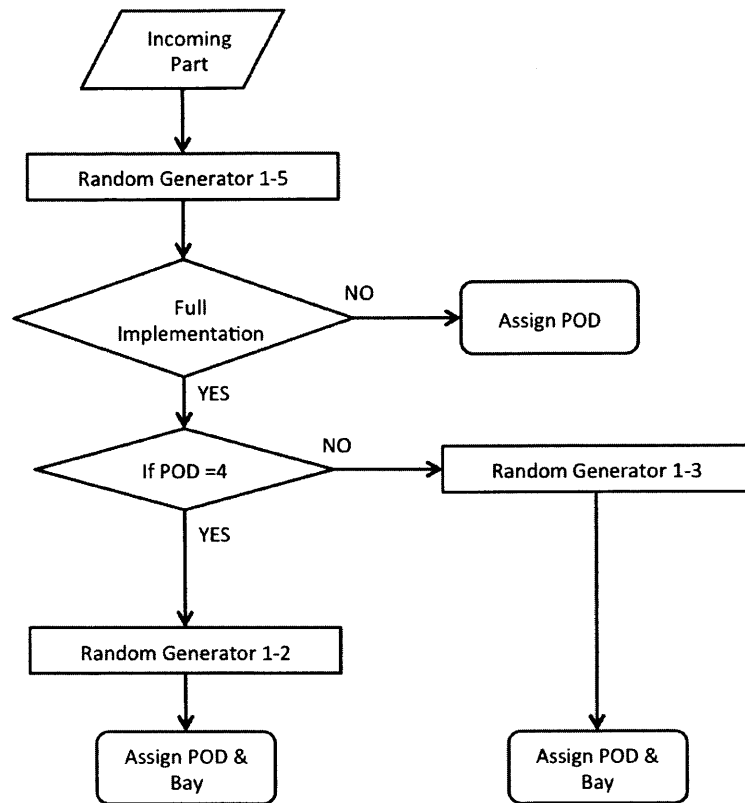 Incoming
Part
Random Generator 1-5
Full
Implementation
NO
Assign POD
YES
If POD =4
NO
Random Generator 1-3
YES
Random Generator 1-2
Assign POD &
Bay
Assign POD &
Bay